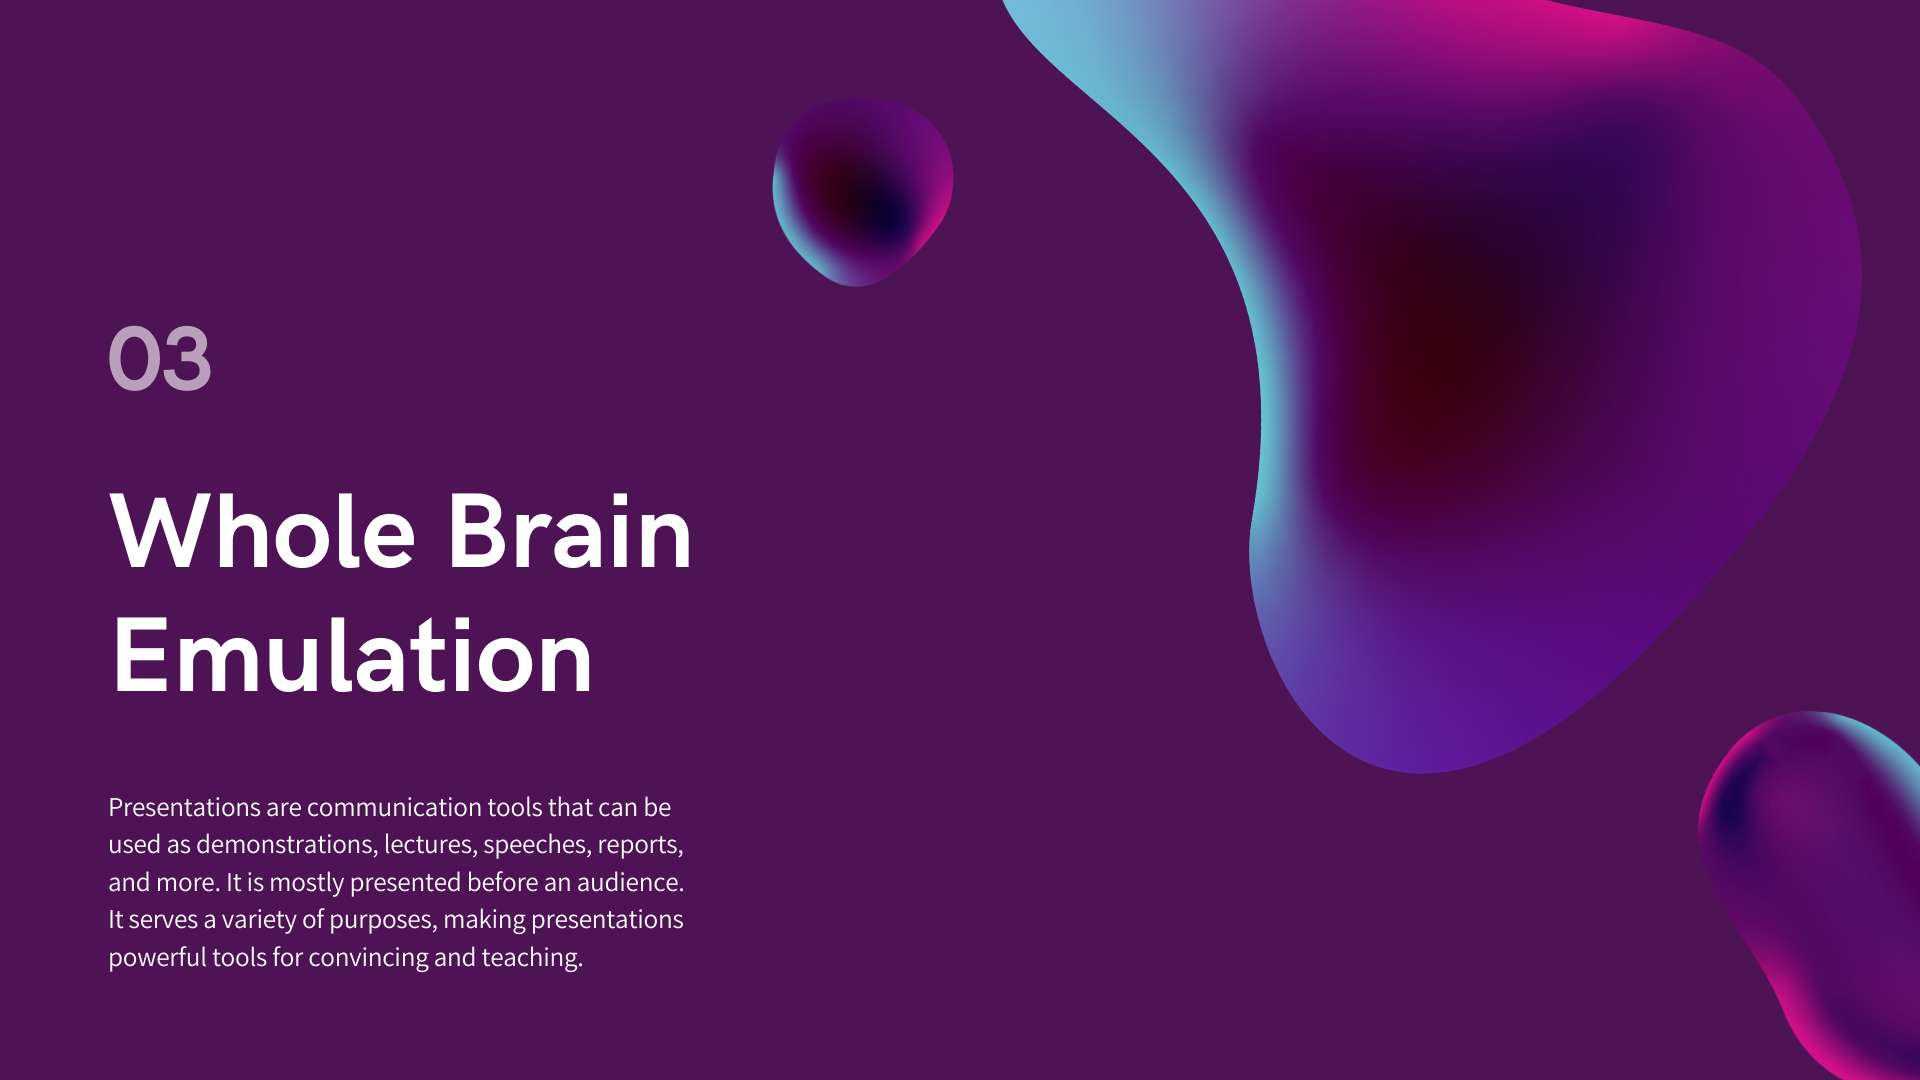 03
Whole Brain
Emulation
Presentations are communication tools that can be
used as demonstrations, lectures, speeches, reports,
and more. It is mostly presented before an audience.
It serves a variety of purposes, making presentations
powerful tools for convincing and teaching.